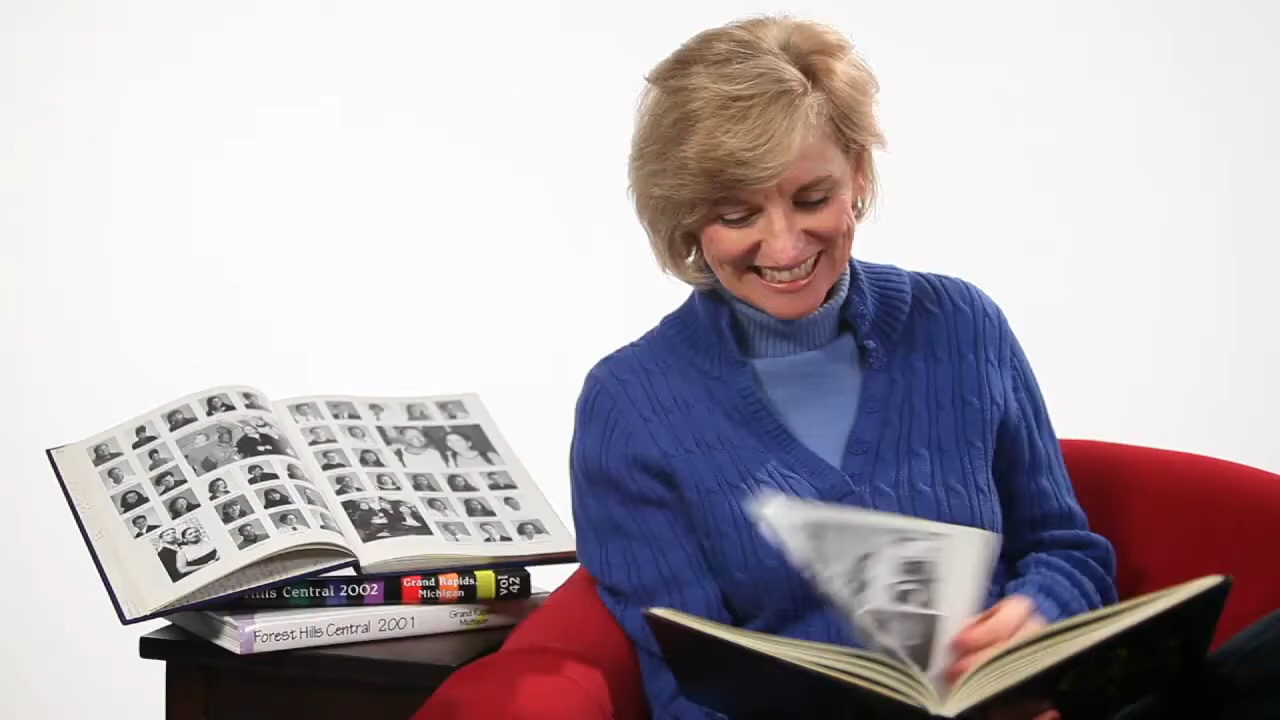 Hills Central 2002
Grand Rapids,
Michigan
vol
42
Forest Hills Central 2001
Grand Rapids
Michigan